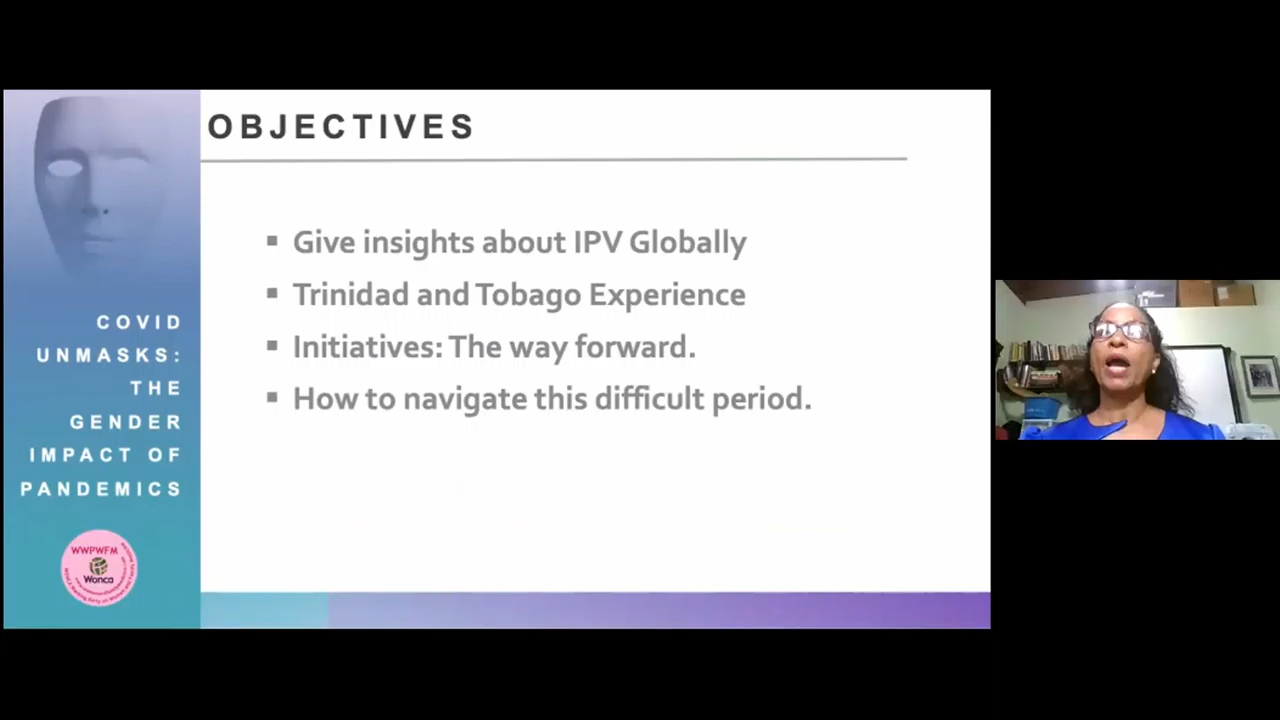 OBJECTIVES
Give insights about IPV Globally
Trinidad and Tobago Experience
Initiatives: The way forward.
How to navigate this difficult period.
COVID
UNMASKS:
THE
GENDER
IMPACT OF
PANDEMICS
WWPWFM
Wonca